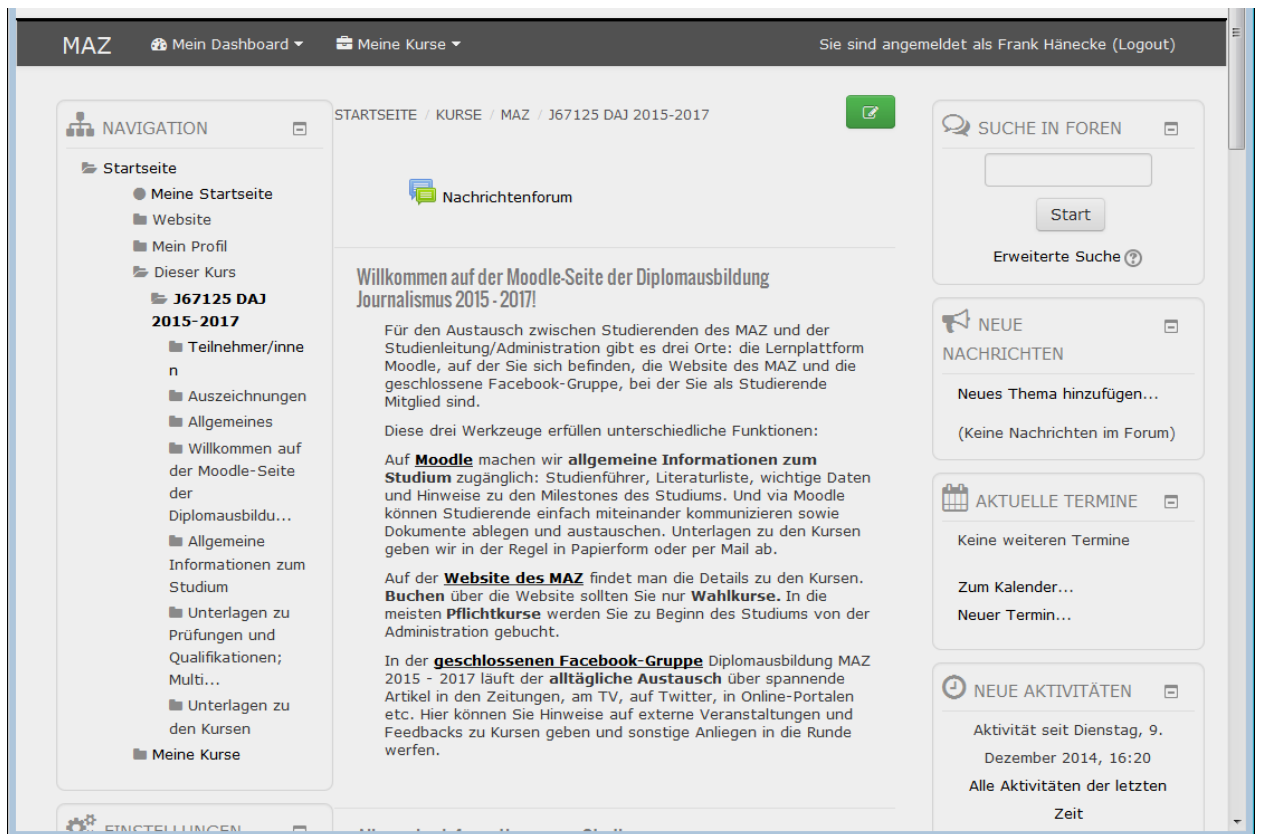 MAZ Mein Dashboard Meine Kurse Sie sind angemeldet als Frank Hänecke (Logout)
NAVIGATION
Startseite
Meine Startseite
Website
Mein Profil
Dieser Kurs
J67125 DAJ
2015-2017
Teilnehmer/inne
n
Auszeichnungen
Allgemeines
Willkommen auf
der Moodle-Seite
der
Diplomausbildu...
Allgemeine
Informationen zum
Studium
Unterlagen zu
Prüfungen und
Qualifikationen;
Multi...
Unterlagen zu
den Kursen
Meine Kurse
EINSTELLUNGEN
STARTSEITE / KURSE / MAZ / J67125 DAJ 2015-2017
Nachrichtenforum
Willkommen auf der Moodle-Seite der Diplomausbildung
Journalismus 2015 - 2017!
Für den Austausch zwischen Studierenden des MAZ und der
Studienleitung/Administration gibt es drei Orte: die Lernplattform
Moodle, auf der Sie sich befinden, die Website des MAZ und die
geschlossene Facebook-Gruppe, bei der Sie als Studierende
Mitglied sind.
Diese drei Werkzeuge erfüllen unterschiedliche Funktionen:
Auf Moodle machen wir allgemeine Informationen zum
Studium zugänglich: Studienführer, Literaturliste, wichtige Daten
und Hinweise zu den Milestones des Studiums. Und via Moodle
können Studierende einfach miteinander kommunizieren sowie
Dokumente ablegen und austauschen. Unterlagen zu den Kursen
geben wir in der Regel in Papierform oder per Mail ab.
Auf der Website des MAZ findet man die Details zu den Kursen.
Buchen über die Website sollten Sie nur Wahlkurse. In die
meisten Pflichtkurse werden Sie zu Beginn des Studiums von der
Administration gebucht.
In der geschlossenen Facebook-Gruppe Diplomausbildung MAZ
2015 - 2017 läuft der alltägliche Austausch über spannende
Artikel in den Zeitungen, am TV, auf Twitter, in Online-Portalen
etc. Hier können Sie Hinweise auf externe Veranstaltungen und
Feedbacks zu Kursen geben und sonstige Anliegen in die Runde
werfen.
SUCHE IN FOREN
Start
Erweiterte Suche
NEUE
NACHRICHTEN
Neues Thema hinzufügen...
(Keine Nachrichten im Forum)
AKTUELLE TERMINE
Keine weiteren Termine
Zum Kalender...
Neuer Termin...
NEUE AKTIVITÄTEN
Aktivität seit Dienstag, 9.
Dezember 2014, 16:20
Alle Aktivitäten der letzten
Zeit